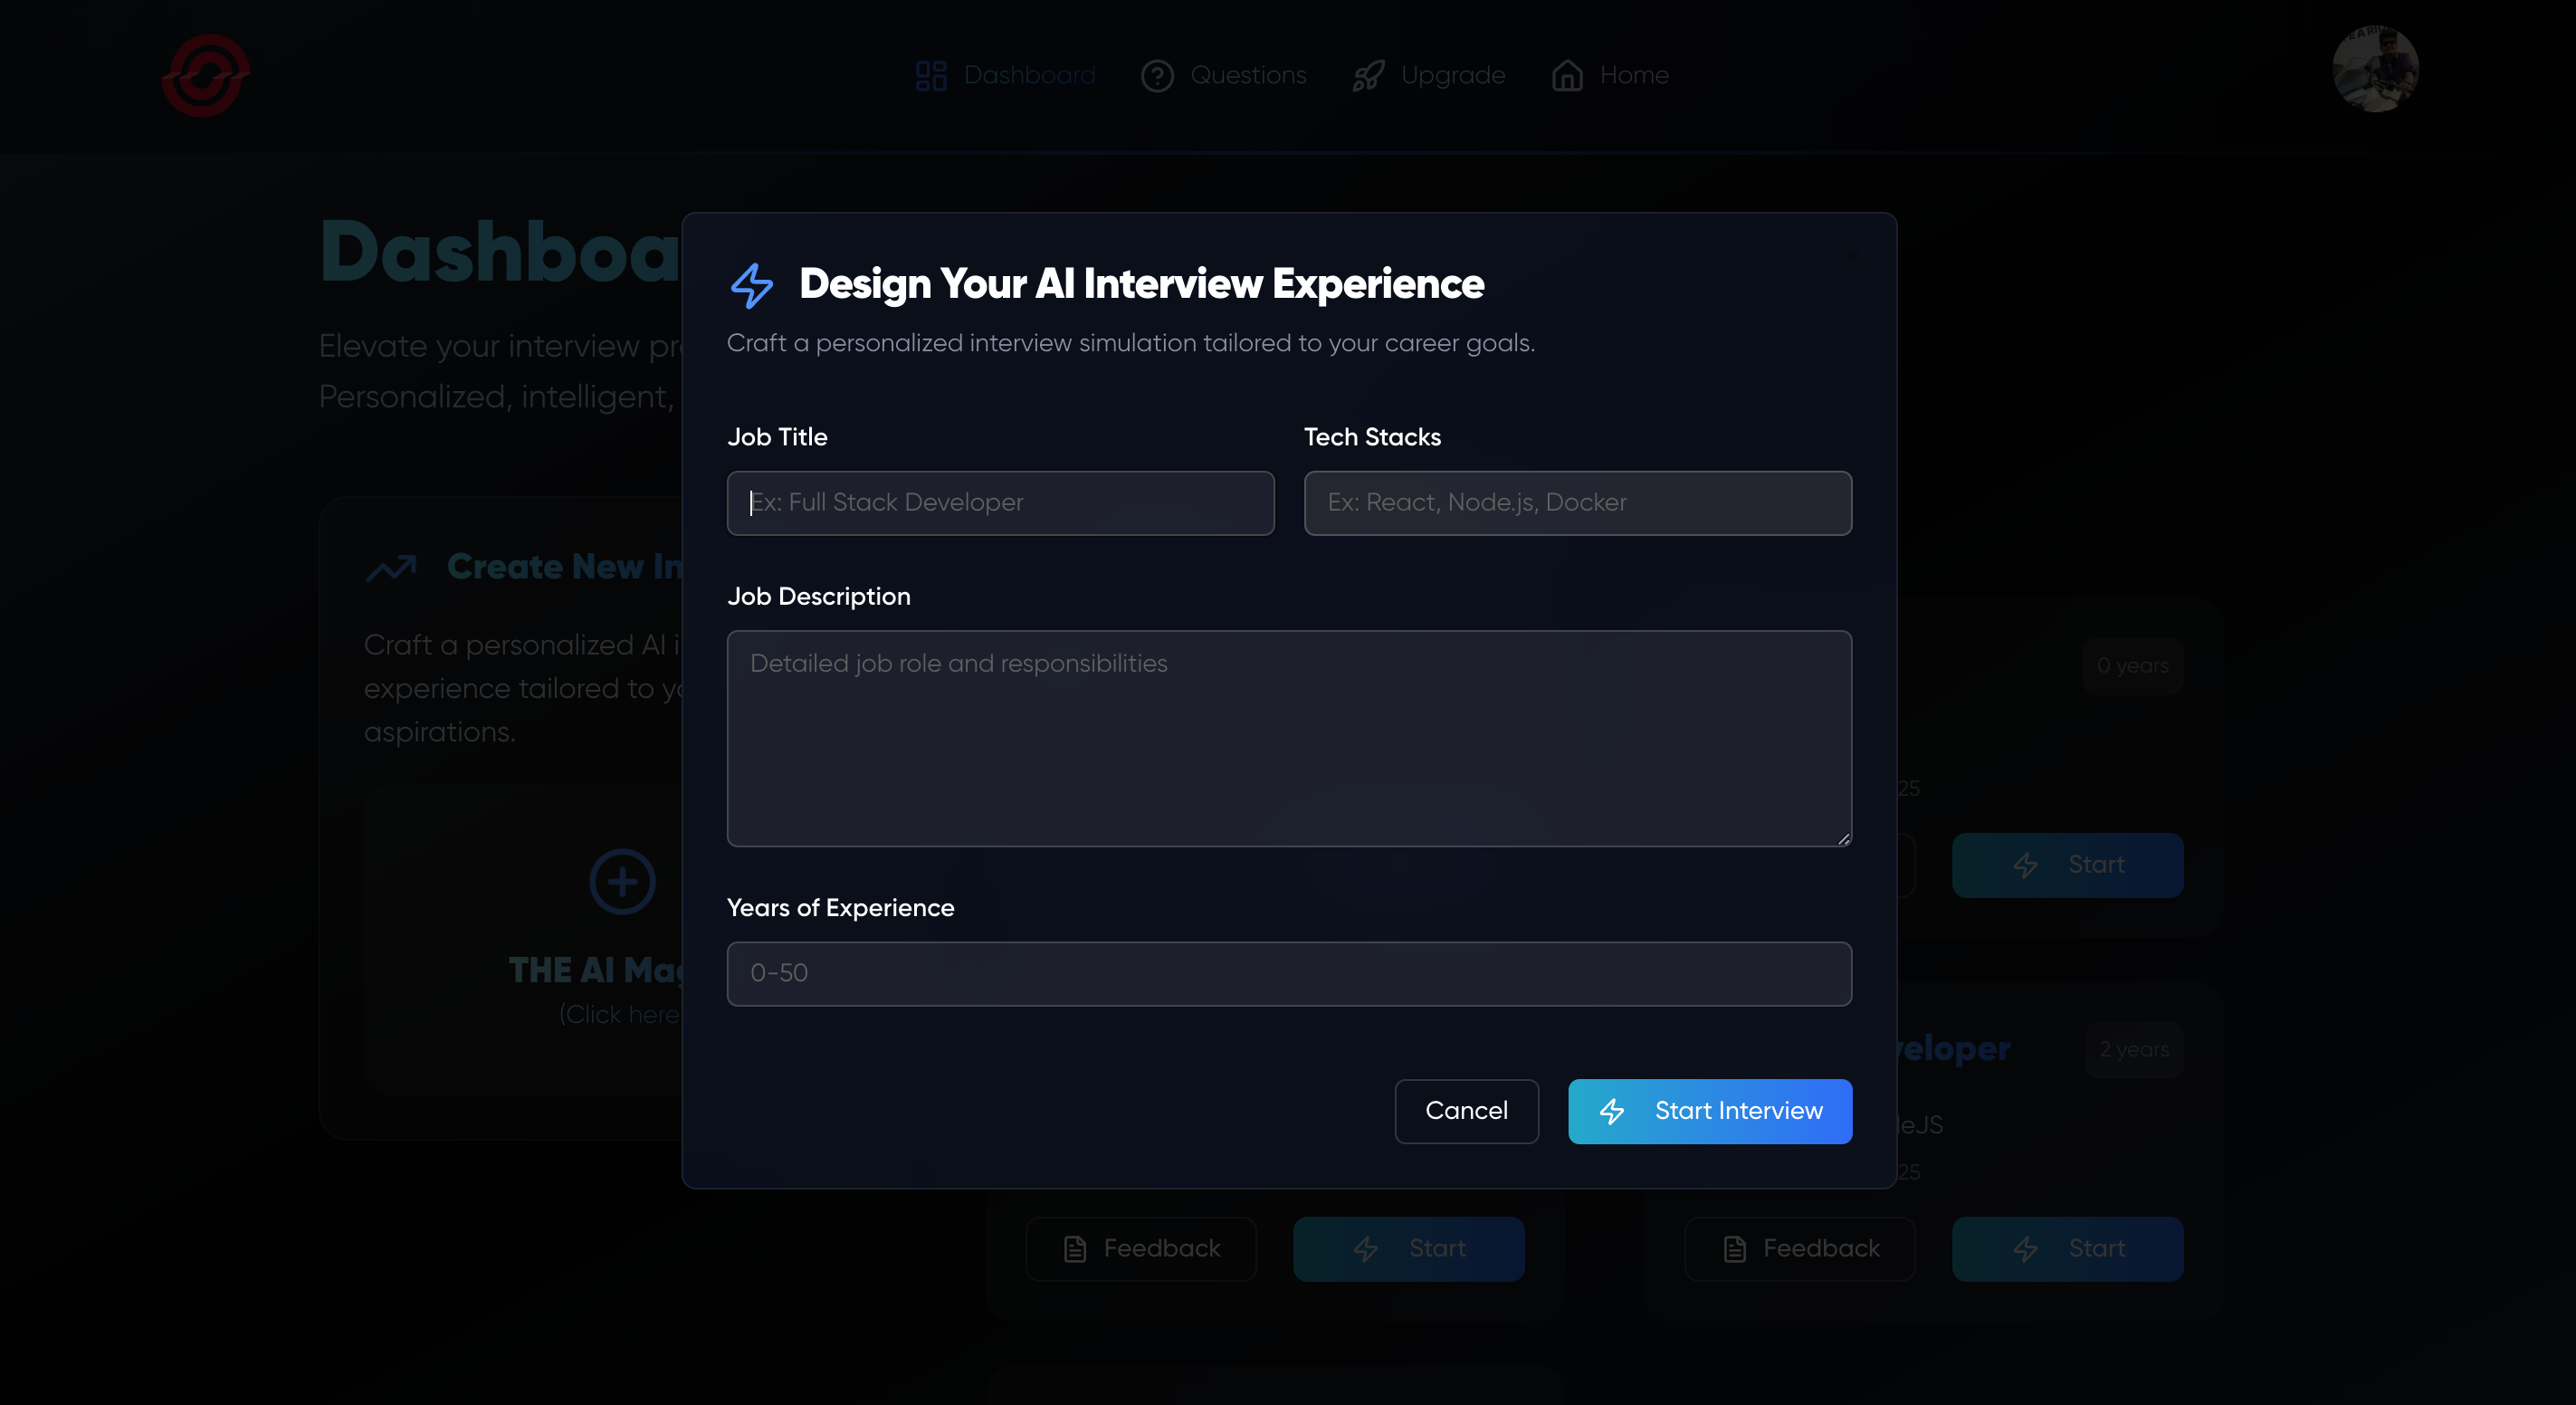 Dashboard Questions Upgrade Home
Dashboa
Elevate your interview pr
Personalized, intelligent,
Create New In
Craft a personalized AI i
experience tailored to yo
aspirations.
THE AI Mag
(Click here
Design Your AI Interview Experience
Craft a personalized interview simulation tailored to your career goals.
Job Title
Ex: Full Stack Developer
Tech Stacks
Ex: React, Node.js, Docker
Job Description
Detailed job role and responsibilities
Years of Experience
0-50
Cancel
Start Interview
0 years
25
Start
veloper
2 years
eJS
25
Feedback
Start
Feedback
Start